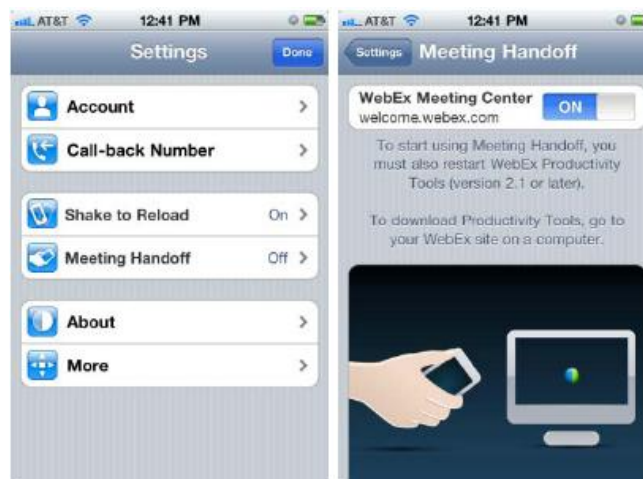 AT&T 12:41 PM
Settings Done
Account
Call-back Number
Shake to Reload On
Meeting Handoff Off
About
More
AT&T 12:41 PM
Settings Meeting Handoff
WebEx Meeting Center ON
welcome.webex.com
To start using Meeting Handoff, you
must also restart WebEx Productivity
Tools (version 2.1 or later).
To download Productivity Tools, go to
your WebEx site on a computer.